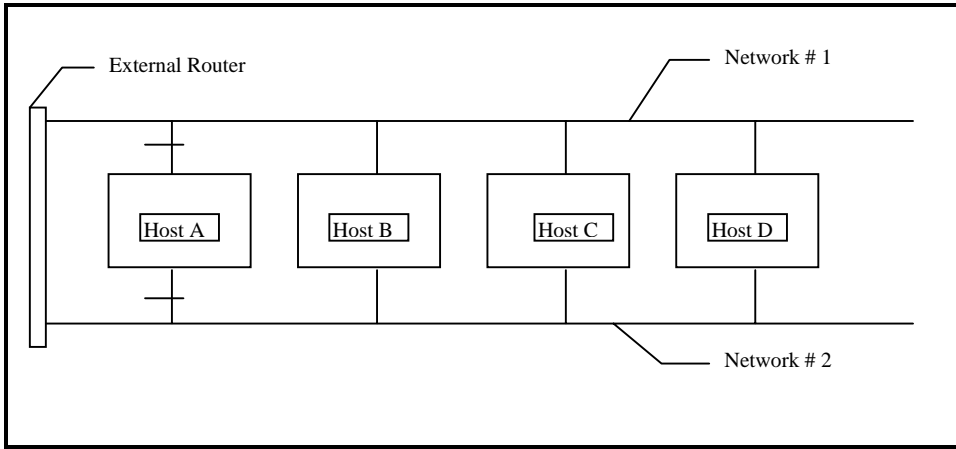 External Router
Network # 1
Host A
Host B
Host C
Host D
Network # 2